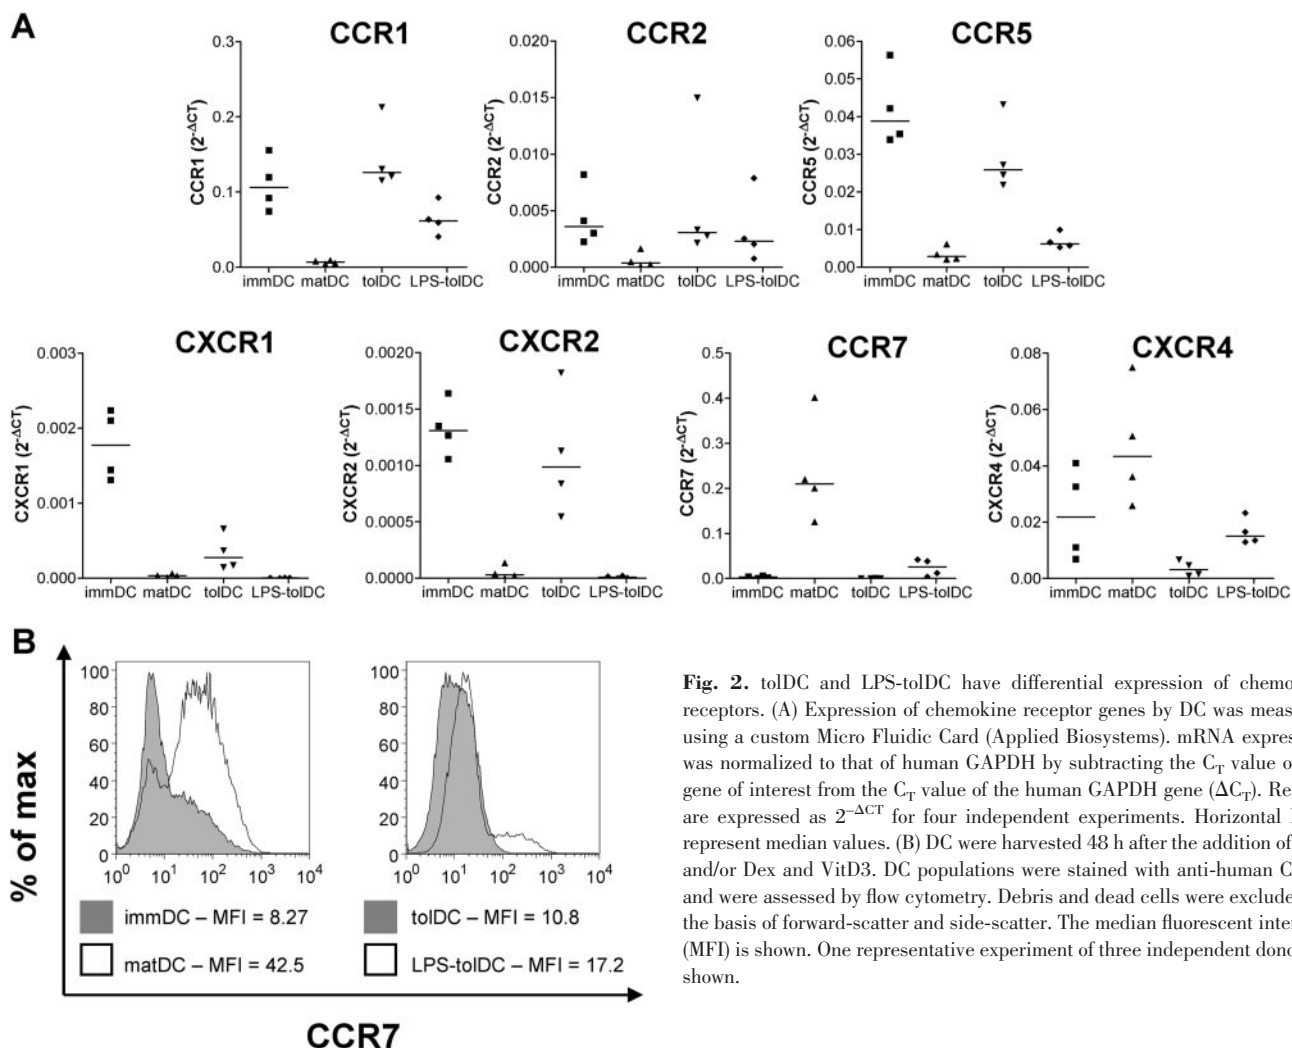 A
CCR1
CCR1 (2-ΔCT)
0.3
0.2
0.1
0.0
immDC matDC tolDC LPS-tolDC
CCR2
CCR2 (2-ΔCT)
0.020
0.015
0.010
0.005
0.000
immDC matDC tolDC LPS-tolDC
CCR5
CCR5 (2-ΔCT)
0.06
0.05
0.04
0.03
0.02
0.01
0.00
immDC matDC tolDC LPS-tolDC
CXCR1
CXCR1 (2-ΔCT)
0.003
0.002
0.001
0.000
immDC matDC tolDC LPS-tolDC
CXCR2
CXCR2 (2-ΔCT)
0.0020
0.0015
0.0010
0.0005
0.0000
immDC matDC tolDC LPS-tolDC
CCR7
CCR7 (2-ΔCT)
0.5
0.4
0.3
0.2
0.1
0.0
immDC matDC tolDC LPS-tolDC
CXCR4
CXCR4 (2-ΔCT)
0.08
0.06
0.04
0.02
0.00
immDC matDC tolDC LPS-tolDC
B
% of max
100
80
60
40
20
0
10^0 10^1 10^2 10^3 10^4
immDC – MFI = 8.27
matDC – MFI = 42.5
100
80
60
40
20
0
10^0 10^1 10^2 10^3 10^4
tolDC – MFI = 10.8
LPS-tolDC – MFI = 17.2
CCR7
Fig. 2. tolDC and LPS-tolDC have differential expression of chemo
receptors. (A) Expression of chemokine receptor genes by DC was meas
using a custom Micro Fluidic Card (Applied Biosystems). mRNA expres
was normalized to that of human GAPDH by subtracting the CT value o
gene of interest from the CT value of the human GAPDH gene (ΔCT). Re
are expressed as 2–ΔCT for four independent experiments. Horizontal
represent median values. (B) DC were harvested 48 h after the addition of
and/or Dex and VitD3. DC populations were stained with anti-human C
and were assessed by flow cytometry. Debris and dead cells were exclude
the basis of forward-scatter and side-scatter. The median fluorescent inter
(MFI) is shown. One representative experiment of three independent dono
shown.